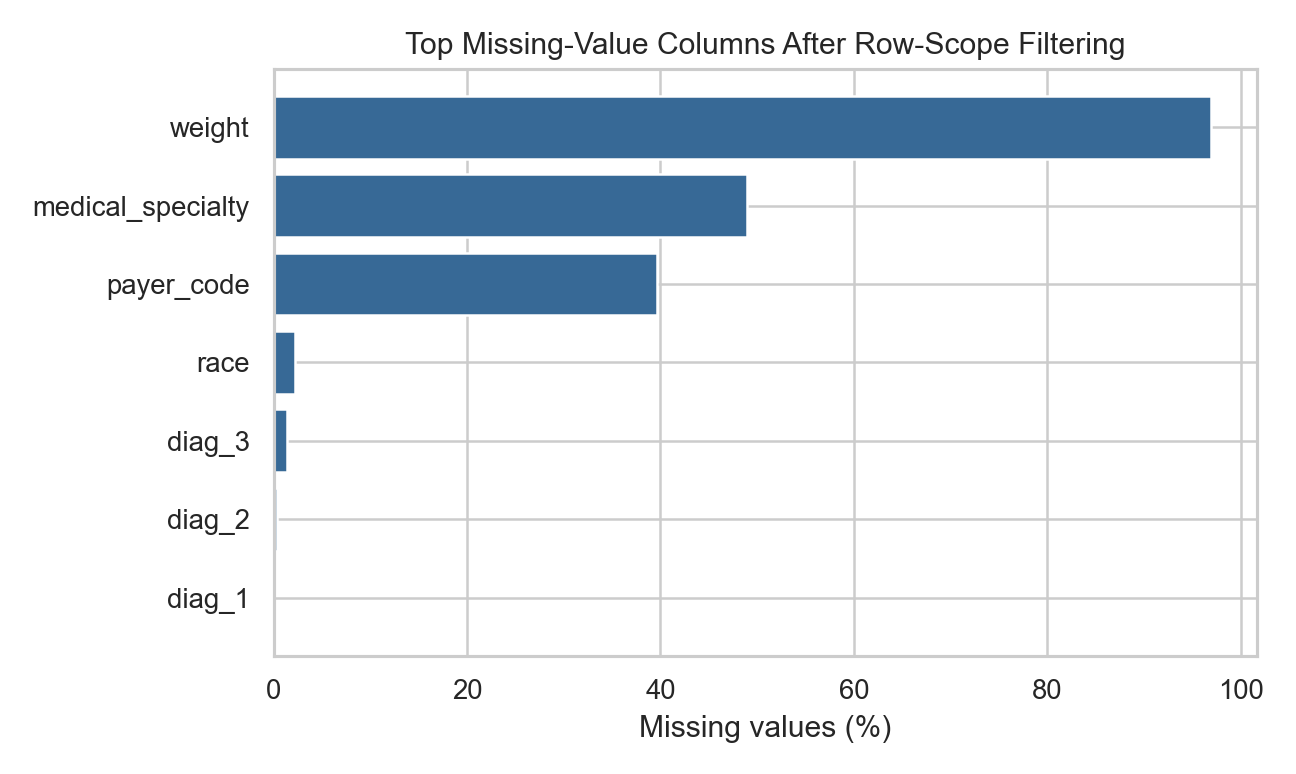 Top Missing-Value Columns After Row-Scope Filtering
weight
medical_specialty
payer_code
race
diag_3
diag_2
diag_1
0 20 40 60 80 100
Missing values (%)